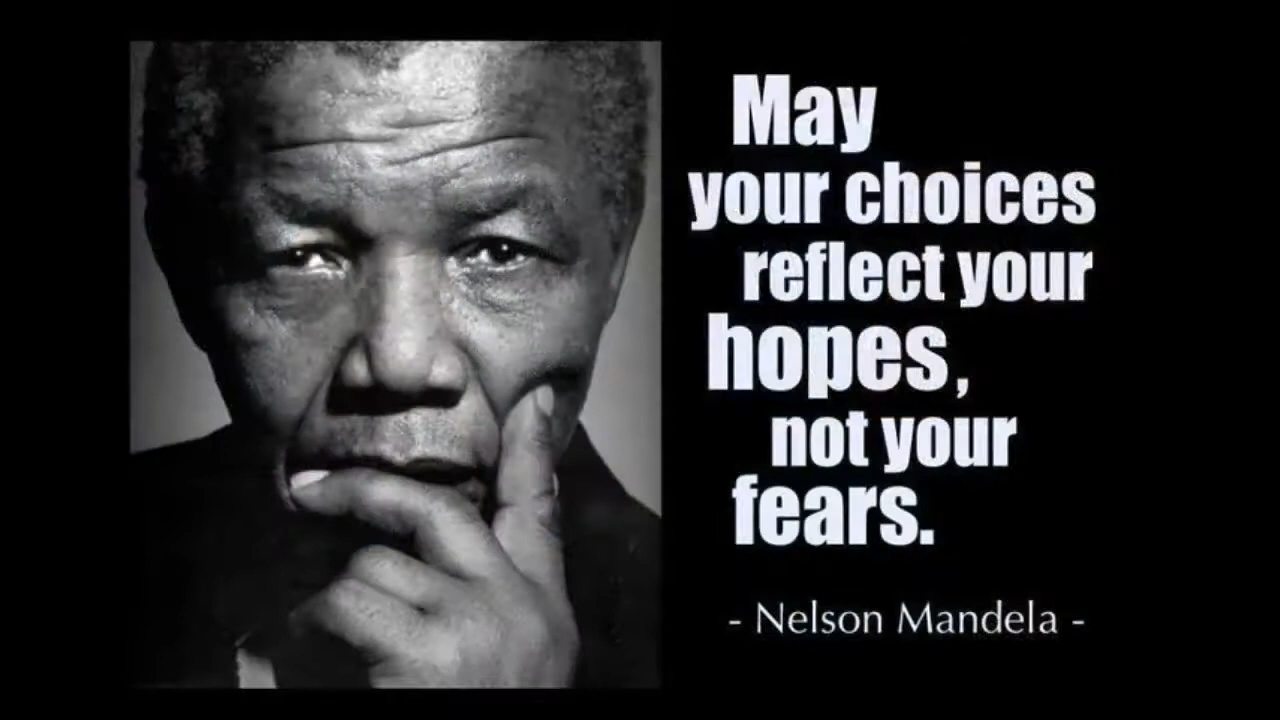 May
your choices
reflect your
hopes,
not your
fears.
- Nelson Mandela -